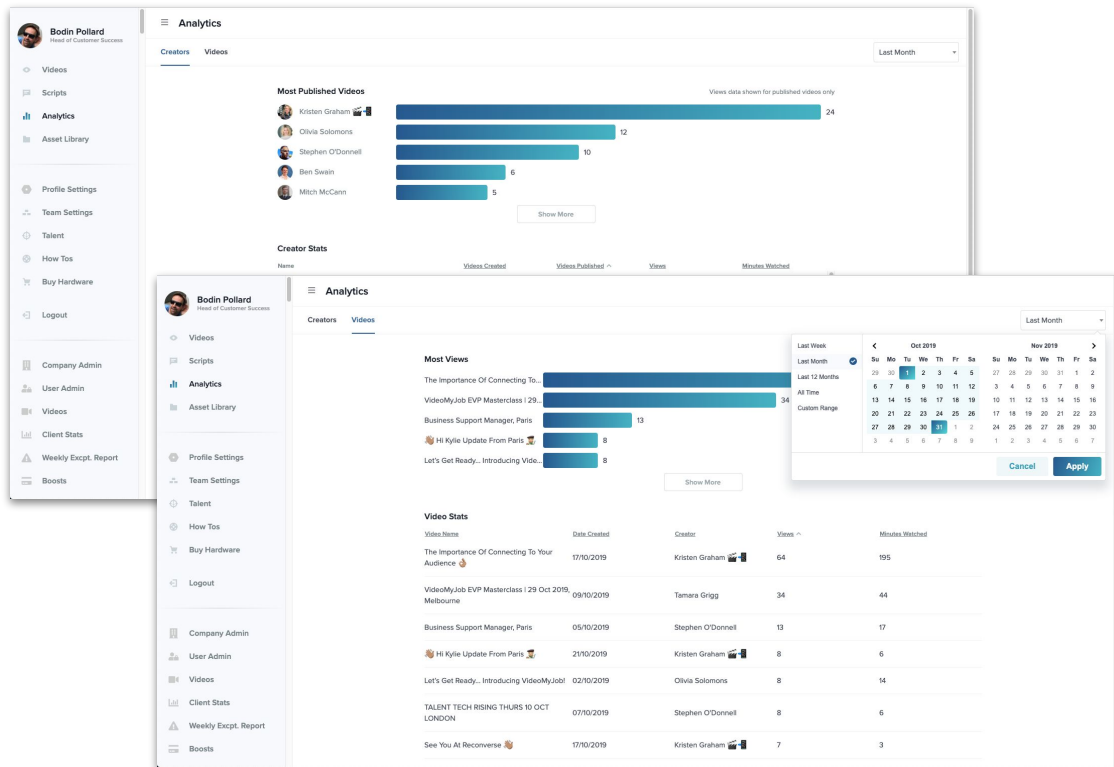 Bodin Pollard
Head of Customer Success
Videos
Scripts
Analytics
Asset Library
Profile Settings
Team Settings
Talent
How Tos
Buy Hardware
Logout
Company Admin
User Admin
Videos
Client Stats
Weekly Excpt. Report
Boosts
Analytics
Creators Videos
Last Month
Most Published Videos
Views data shown for published videos only
Kristen Graham 🎬📲 24
Olivia Solomons 12
Stephen O'Donnell 10
Ben Swain 6
Mitch McCann 5
Show More
Creator Stats
Name Videos Created Videos Published Views Minutes Watched
Bodin Pollard
Head of Customer Success
Videos
Scripts
Analytics
Asset Library
Profile Settings
Team Settings
Talent
How Tos
Buy Hardware
Logout
Company Admin
User Admin
Videos
Client Stats
Weekly Excpt. Report
Boosts
Analytics
Creators Videos
Last Month
Last Week
Last Month
Last 12 Months
All Time
Custom Range
Oct 2019
Su Mo Tu We Th Fr Sa
29 30 1 2 3 4 5
6 7 8 9 10 11 12
13 14 15 16 17 18 19
20 21 22 23 24 25 26
27 28 29 30 31 1 2
3 4 5 6 7 8 9
Nov 2019
Su Mo Tu We Th Fr Sa
27 28 29 30 31 1 2
3 4 5 6 7 8 9
10 11 12 13 14 15 16
17 18 19 20 21 22 23
24 25 26 27 28 29 30
1 2 3 4 5 6 7
Cancel Apply
Most Views
The Importance Of Connecting To...
VideoMyJob EVP Masterclass | 29... 34
Business Support Manager, Paris 13
👋🏽 Hi Kylie Update From Paris 8
Let's Get Ready... Introducing Vide... 8
Show More
Video Stats
Video Name Date Created Creator Views Minutes Watched
The Importance Of Connecting To Your
Audience 👌🏽 17/10/2019 Kristen Graham 🎬📲 64 195
VideoMyJob EVP Masterclass | 29 Oct 2019,
Melbourne 09/10/2019 Tamara Grigg 34 44
Business Support Manager, Paris 05/10/2019 Stephen O'Donnell 13 17
👋🏽 Hi Kylie Update From Paris 21/10/2019 Kristen Graham 🎬📲 8 6
Let's Get Ready... Introducing VideoMyJob! 02/10/2019 Olivia Solomons 8 14
TALENT TECH RISING THURS 10 OCT
LONDON 07/10/2019 Stephen O'Donnell 8 6
See You At Reconverse 👋🏽 17/10/2019 Kristen Graham 🎬📲 7 3